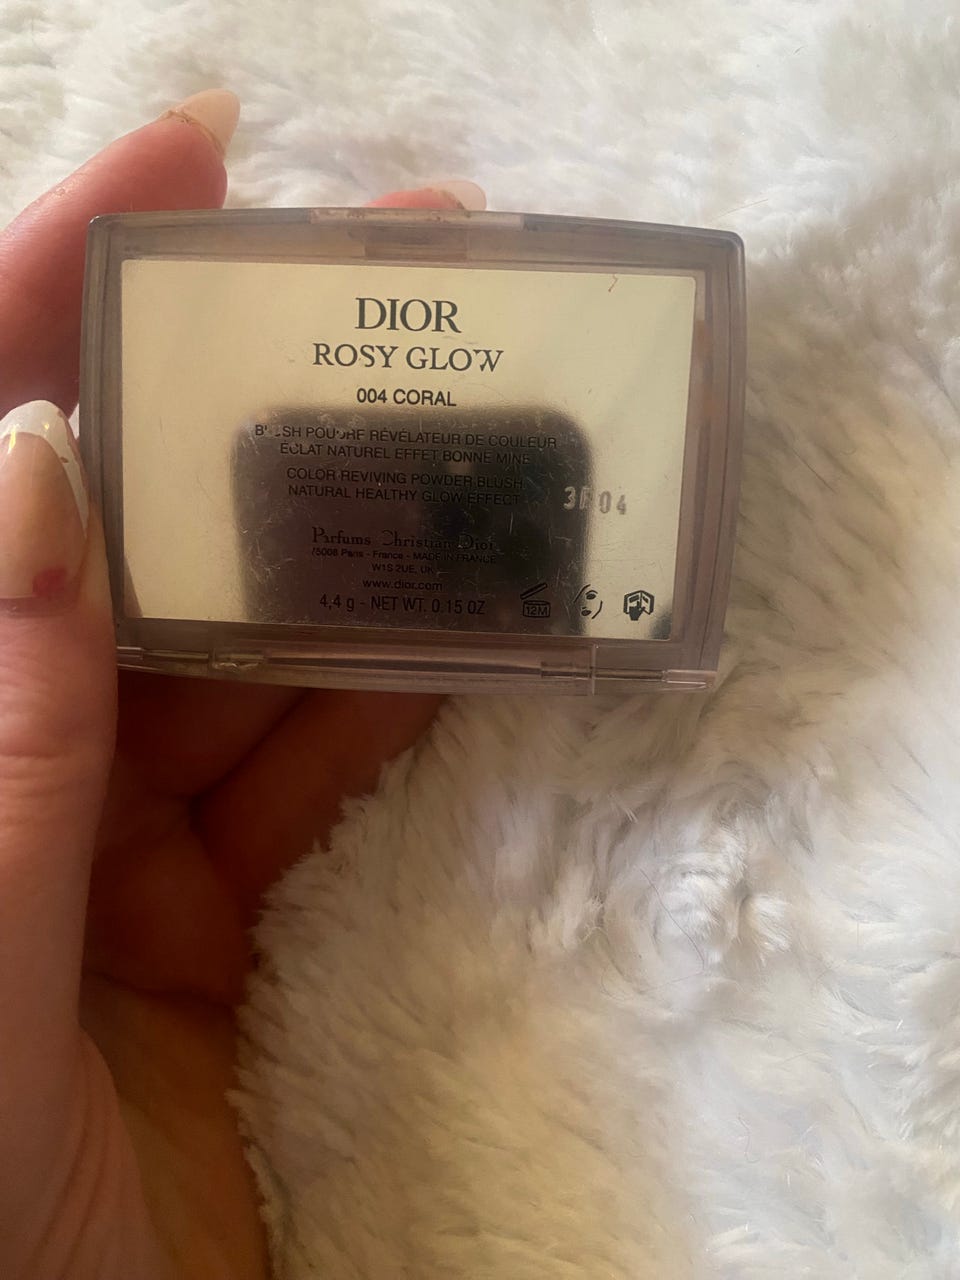 DIOR
ROSY GLOW
004 CORAL
BLUSH POUDRE RÉVÉLATEUR DE COULEUR
ÉCLAT NATUREL EFFET BONNE MINE
COLOR REVIVING POWDER BLUSH
NATURAL HEALTHY GLOW EFFECT
Parfums Christian Dior
75008 Paris - France - MADE IN FRANCE
W1S 2UE, UK
www.dior.com
4,4 g - NET WT. 0.15 OZ
12M